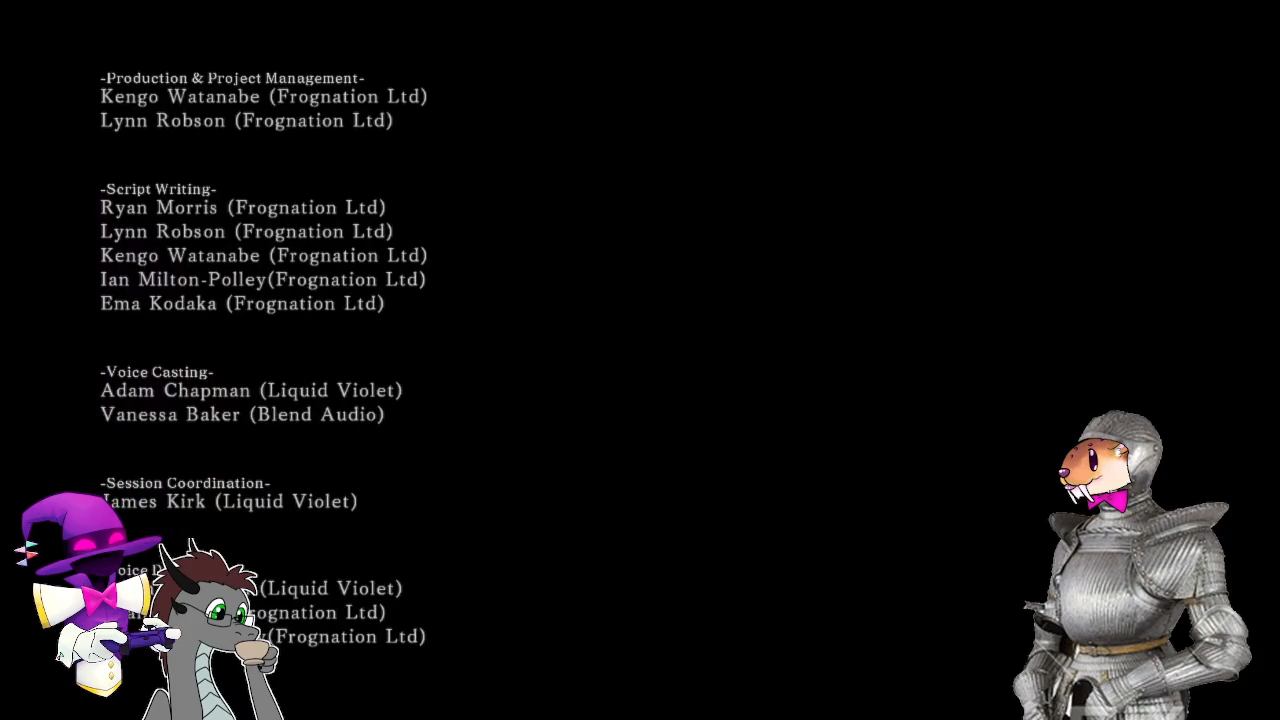 -Production & Project Management-
Kengo Watanabe (Frognation Ltd)
Lynn Robson (Frognation Ltd)
-Script Writing-
Ryan Morris (Frognation Ltd)
Lynn Robson (Frognation Ltd)
Kengo Watanabe (Frognation Ltd)
Ian Milton-Polley(Frognation Ltd)
Ema Kodaka (Frognation Ltd)
-Voice Casting-
Adam Chapman (Liquid Violet)
Vanessa Baker (Blend Audio)
-Session Coordination-
James Kirk (Liquid Violet)
(Liquid Violet)
Ltd)
(Frognation Ltd)